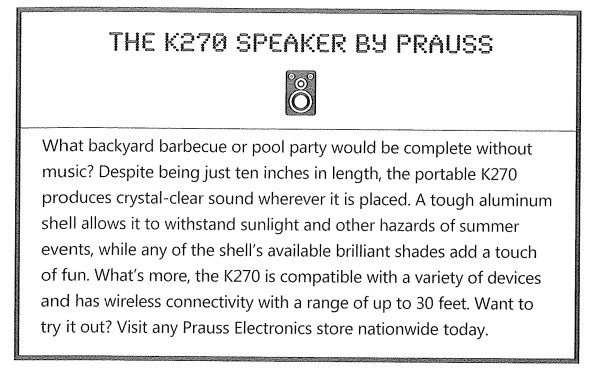 THE K270 SPEAKER BY PRAUSS
What backyard barbecue or pool party would be complete without
music? Despite being just ten inches in length, the portable K270
produces crystal-clear sound wherever it is placed. A tough aluminum
shell allows it to withstand sunlight and other hazards of summer
events, while any of the shell's available brilliant shades add a touch
of fun. What's more, the K270 is compatible with a variety of devices
and has wireless connectivity with a range of up to 30 feet. Want to
try it out? Visit any Prauss Electronics store nationwide today.